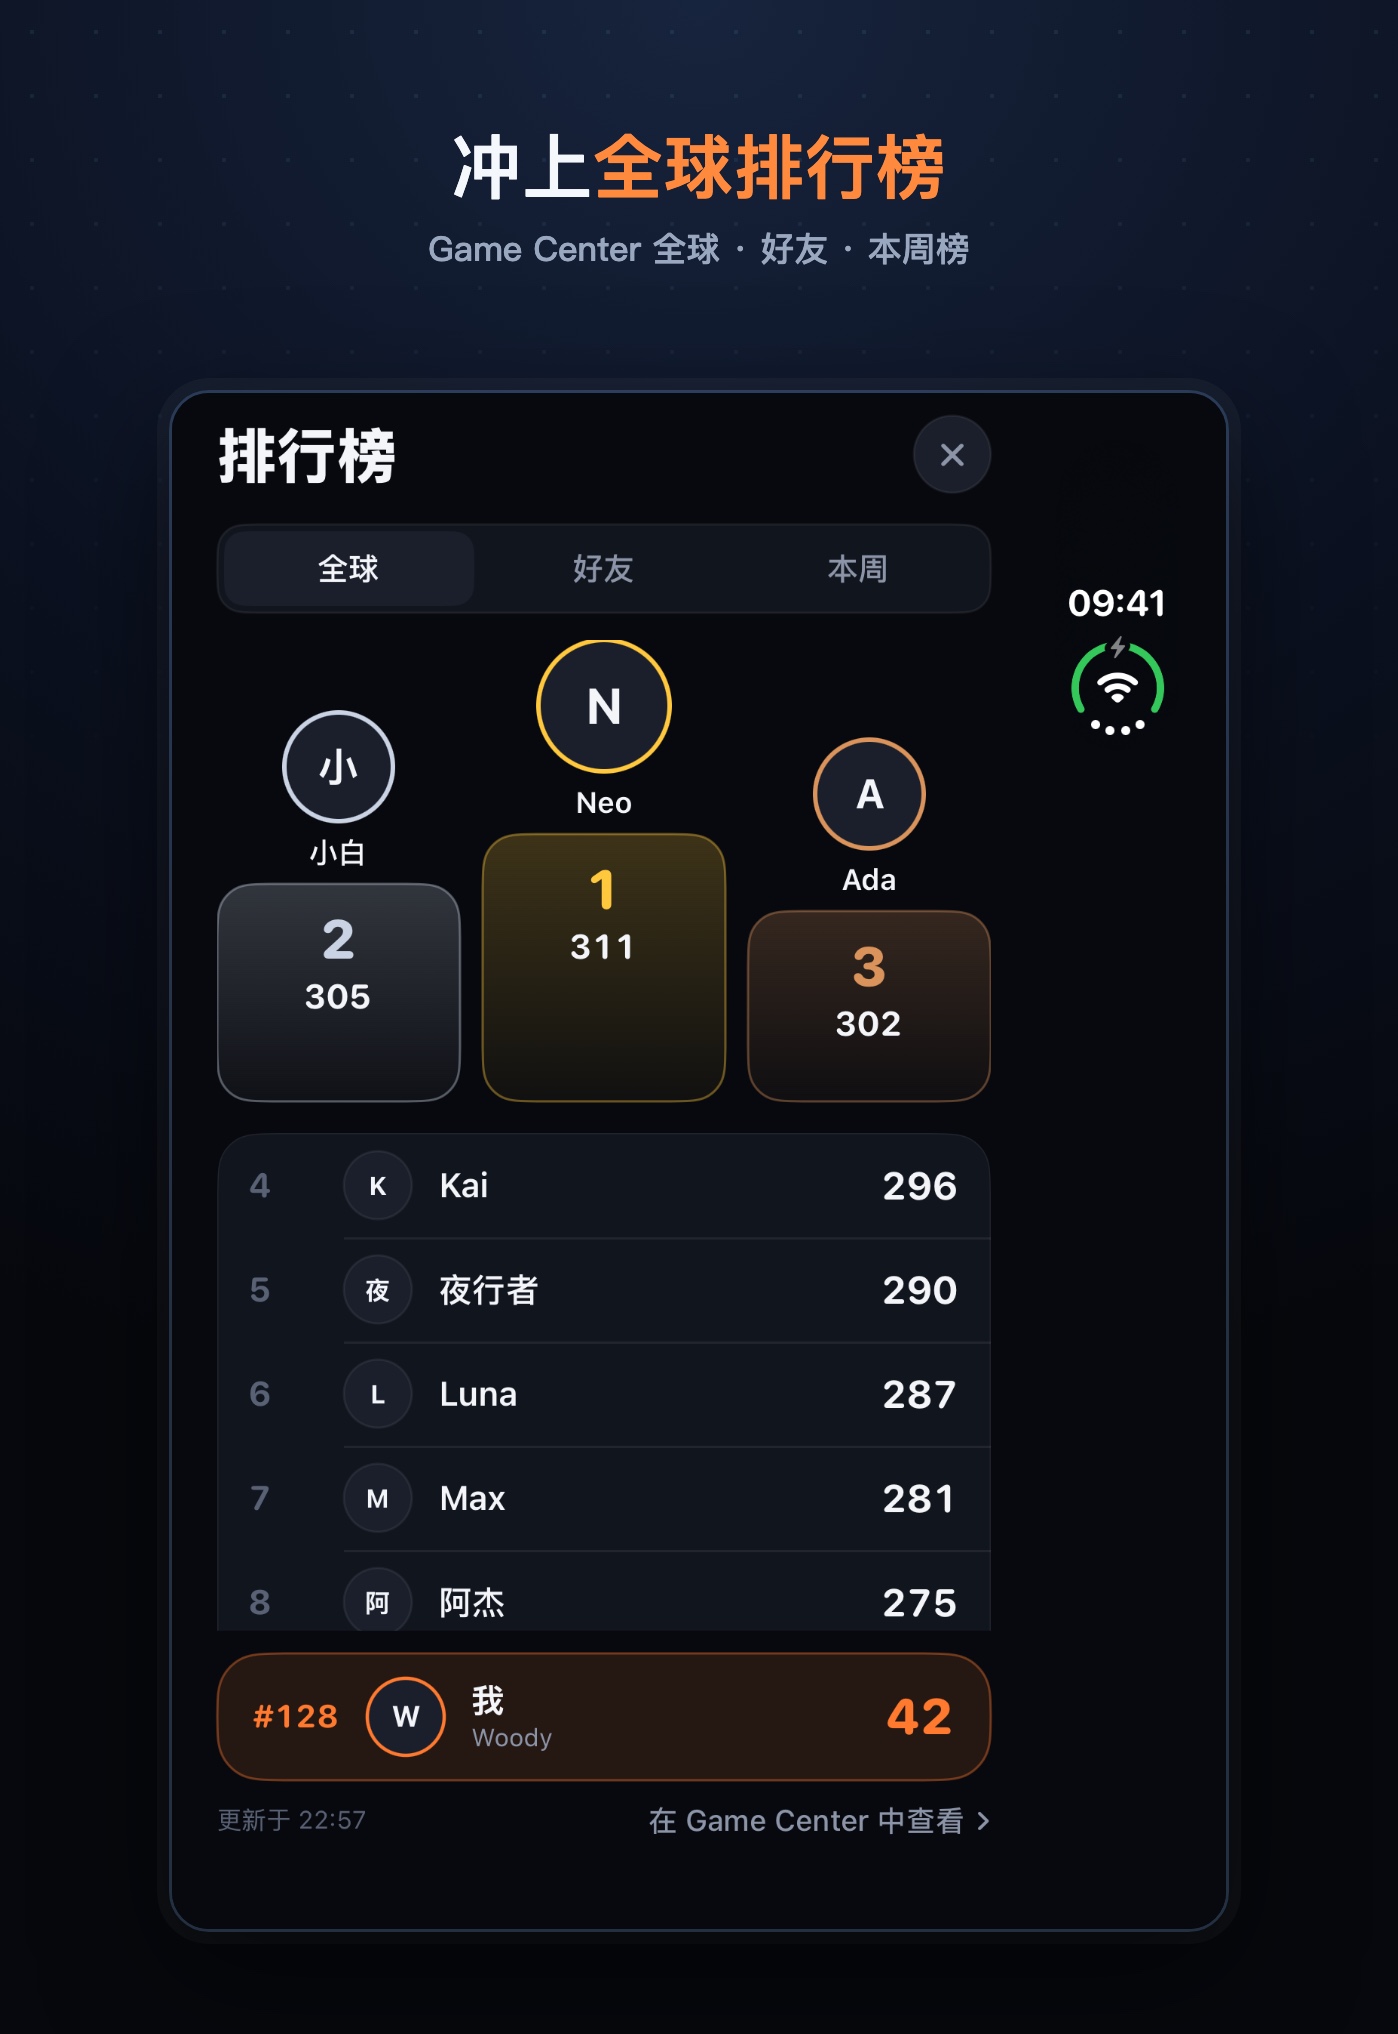 冲上全球排行榜
Game Center 全球 · 好友 · 本周榜
排行榜
全球 好友 本周
09:41
N
Neo
小
小白
A
Ada
1
311
2
305
3
302
4 K Kai 296
5 夜 夜行者 290
6 L Luna 287
7 M Max 281
8 阿 阿杰 275
#128 W 我 42
Woody
更新于 22:57 在 Game Center 中查看 >